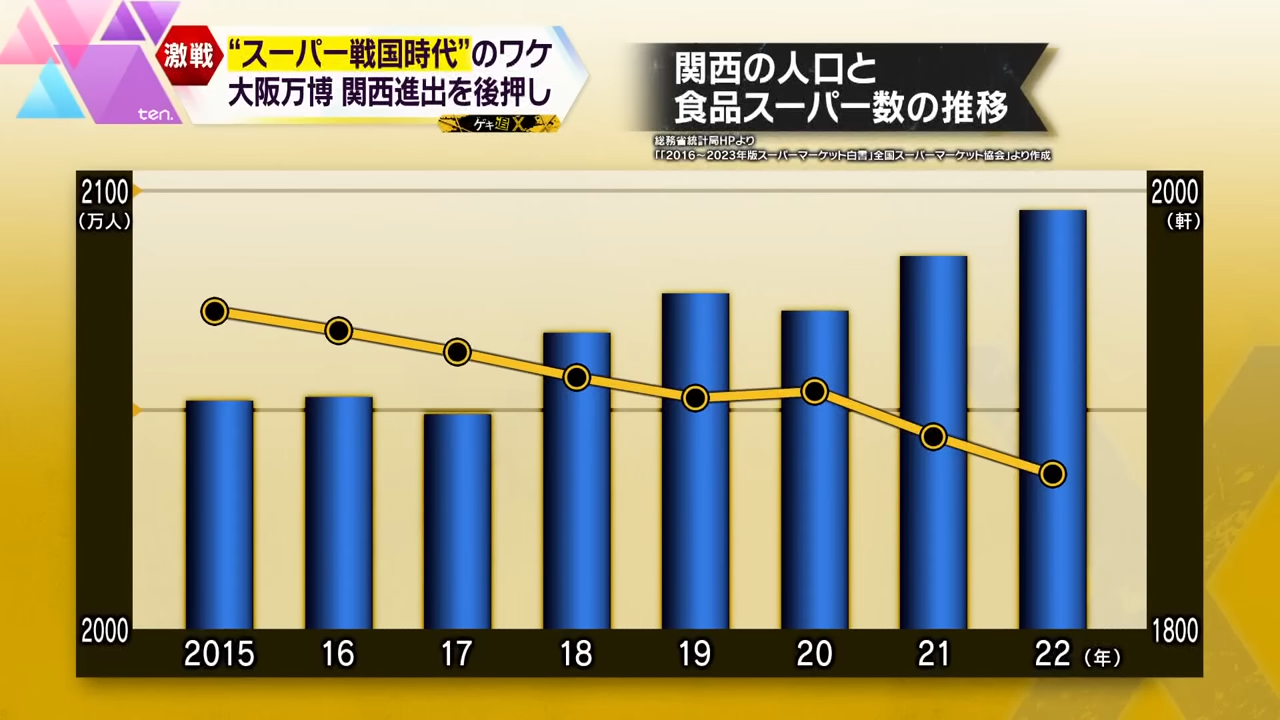 激戦
“スーパー戦国時代”のワケ
大阪万博 関西進出を後押し
ten.
ゲキ追X
関西の人口と
食品スーパー数の推移
総務省統計局HPより
「「2016～2023年版スーパーマーケット白書」全国スーパーマーケット協会」より作成
2100
(万人)
2000
(軒)
2000
1800
2015 16 17 18 19 20 21 22 (年)